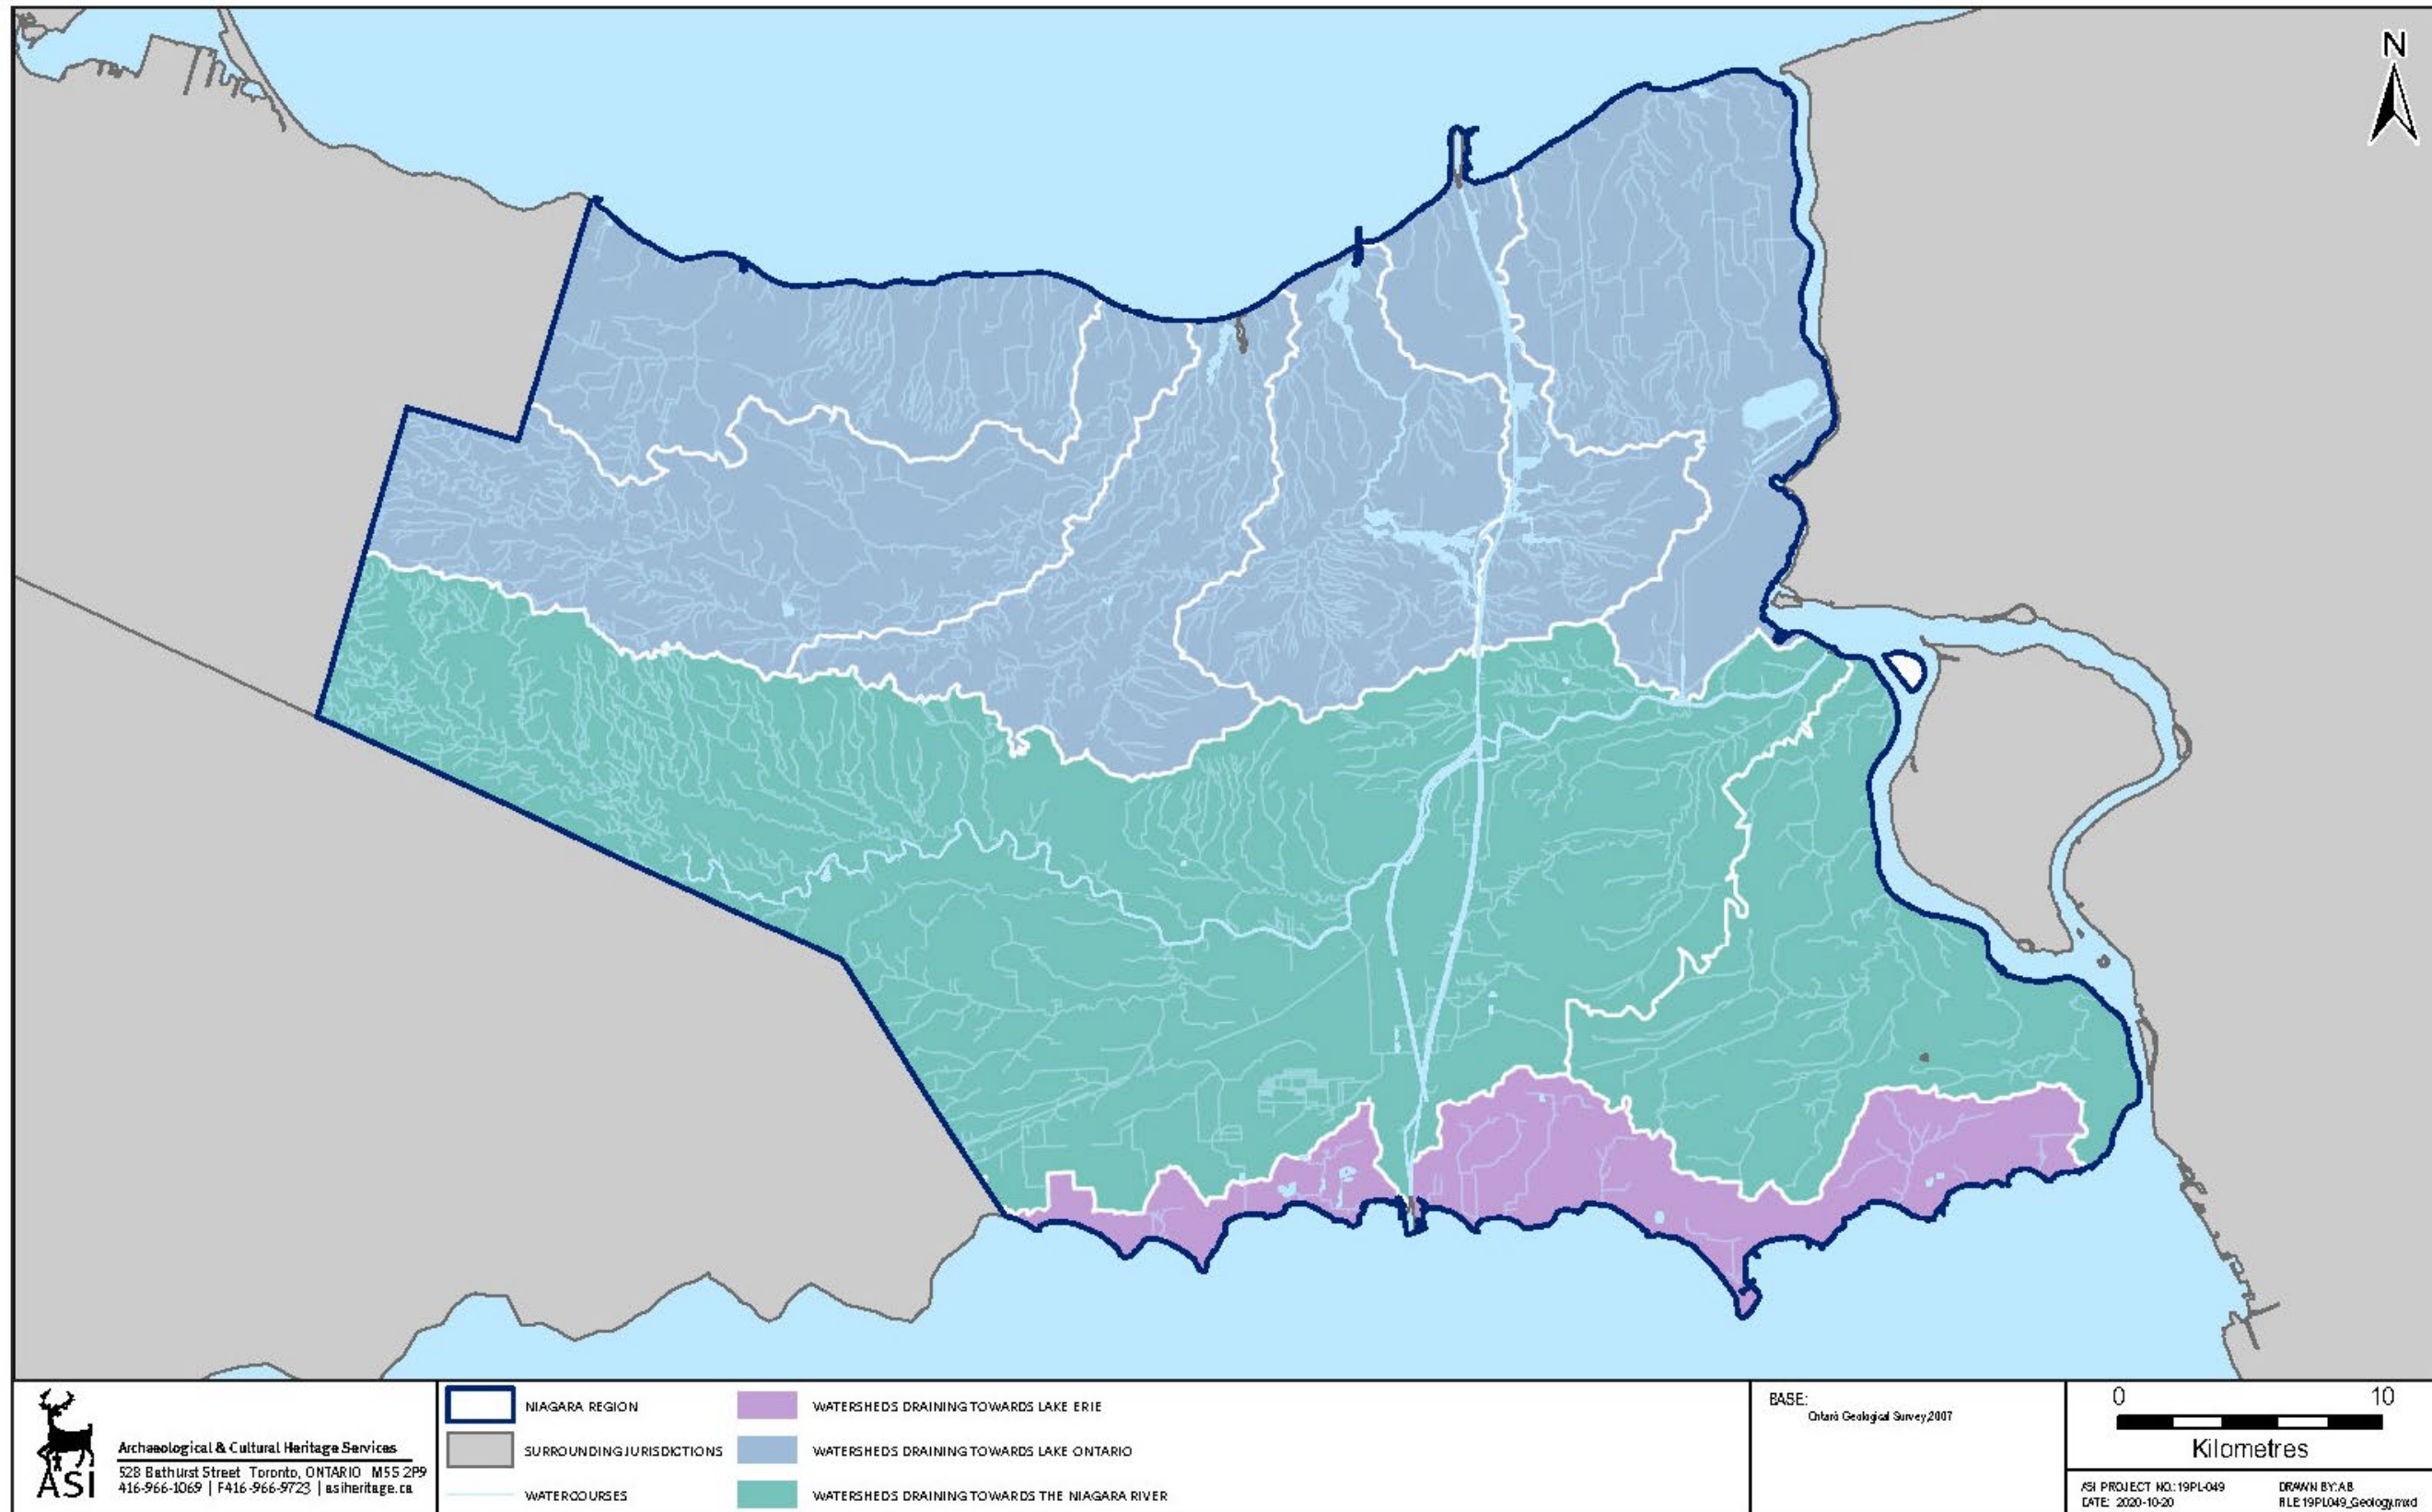 N
ASI
Archaeological & Cultural Heritage Services
528 Bathurst Street Toronto, ONTARIO M5S 2P9
416-966-1069 | F416-966-9723 | asiheritage.ca
NIAGARA REGION
SURROUNDING JURISDICTIONS
WATERCOURSES
WATERSHEDS DRAINING TOWARDS LAKE ERIE
WATERSHEDS DRAINING TOWARDS LAKE ONTARIO
WATERSHEDS DRAINING TOWARDS THE NIAGARA RIVER
BASE:
Ontario Geological Survey,2007
0 10
Kilometres
ASI PROJECT NO.: 19PL-049
DATE: 2020-10-20
DRAWN BY:AB
FILE 19PL049_Geology.mxd